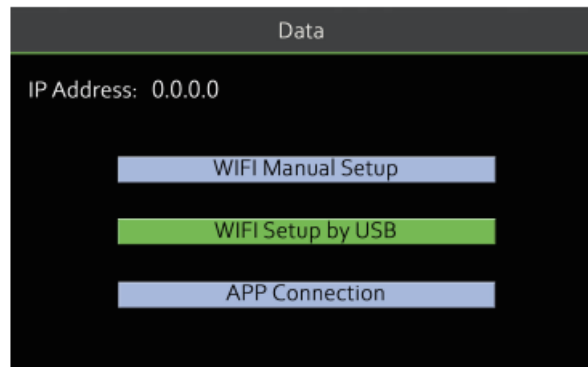 Data
IP Address: 0.0.0.0
WIFI Manual Setup
WIFI Setup by USB
APP Connection